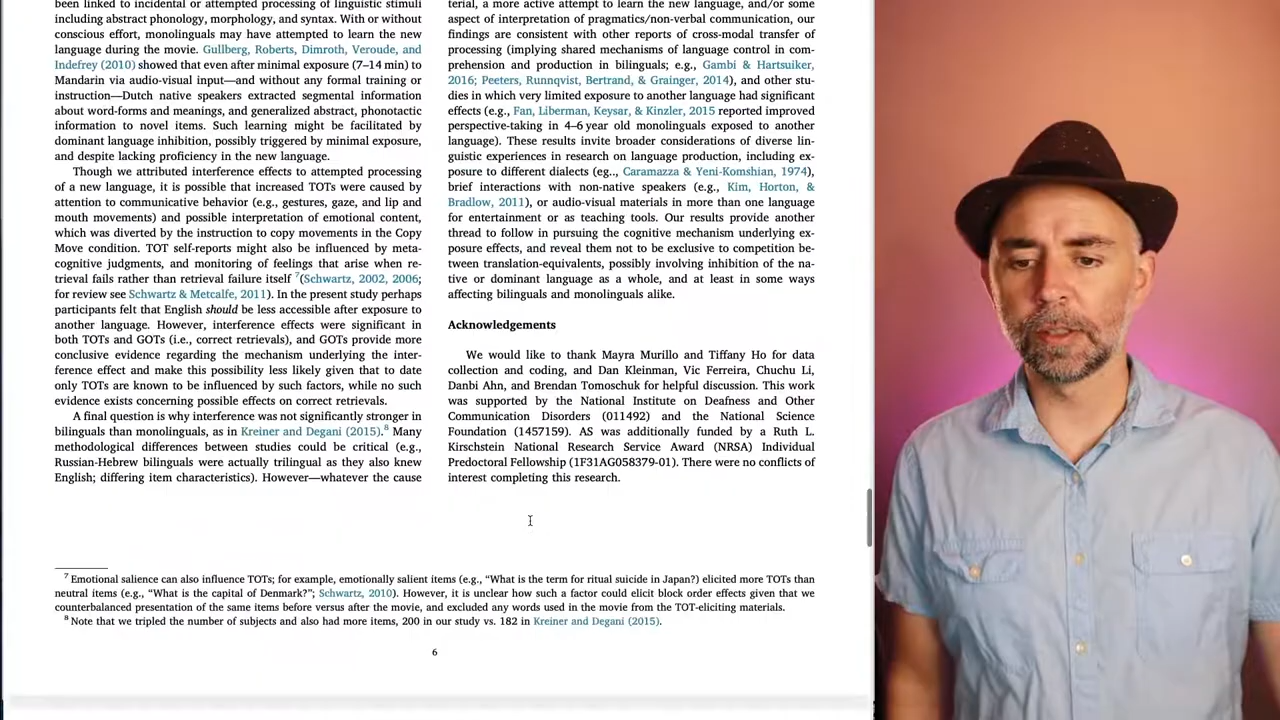 been linked to incidental or attempted processing of linguistic stimuli
including abstract phonology, morphology, and syntax. With or without
conscious effort, monolinguals may have attempted to learn the new
language during the movie. Gullberg, Roberts, Dimroth, Veroude, and
Indefrey (2010) showed that even after minimal exposure (7–14 min) to
Mandarin via audio-visual input—and without any formal training or
instruction—Dutch native speakers extracted segmental information
about word-forms and meanings, and generalized abstract, phonotactic
information to novel items. Such learning might be facilitated by
dominant language inhibition, possibly triggered by minimal exposure,
and despite lacking proficiency in the new language.
Though we attributed interference effects to attempted processing
of a new language, it is possible that increased TOTs were caused by
attention to communicative behavior (e.g., gestures, gaze, and lip and
mouth movements) and possible interpretation of emotional content,
which was diverted by the instruction to copy movements in the Copy
Move condition. TOT self-reports might also be influenced by meta-
cognitive judgments, and monitoring of feelings that arise when re-
trieval fails rather than retrieval failure itself 7(Schwartz, 2002, 2006;
for review see Schwartz & Metcalfe, 2011). In the present study perhaps
participants felt that English should be less accessible after exposure to
another language. However, interference effects were significant in
both TOTs and GOTs (i.e., correct retrievals), and GOTs provide more
conclusive evidence regarding the mechanism underlying the inter-
ference effect and make this possibility less likely given that to date
only TOTs are known to be influenced by such factors, while no such
evidence exists concerning possible effects on correct retrievals.
A final question is why interference was not significantly stronger in
bilinguals than monolinguals, as in Kreiner and Degani (2015).8 Many
methodological differences between studies could be critical (e.g.,
Russian-Hebrew bilinguals were actually trilingual as they also knew
English; differing item characteristics). However—whatever the cause
terial, a more active attempt to learn the new language, and/or some
aspect of interpretation of pragmatics/non-verbal communication, our
findings are consistent with other reports of cross-modal transfer of
processing (implying shared mechanisms of language control in com-
prehension and production in bilinguals; e.g., Gambi & Hartsuiker,
2016; Peeters, Runnqvist, Bertrand, & Grainger, 2014), and other stu-
dies in which very limited exposure to another language had significant
effects (e.g., Fan, Liberman, Keysar, & Kinzler, 2015 reported improved
perspective-taking in 4–6 year old monolinguals exposed to another
language). These results invite broader considerations of diverse lin-
guistic experiences in research on language production, including ex-
posure to different dialects (eg.., Caramazza & Yeni-Komshian, 1974),
brief interactions with non-native speakers (e.g., Kim, Horton, &
Bradlow, 2011), or audio-visual materials in more than one language
for entertainment or as teaching tools. Our results provide another
thread to follow in pursuing the cognitive mechanism underlying ex-
posure effects, and reveal them not to be exclusive to competition be-
tween translation-equivalents, possibly involving inhibition of the na-
tive or dominant language as a whole, and at least in some ways
affecting bilinguals and monolinguals alike.
Acknowledgements
We would like to thank Mayra Murillo and Tiffany Ho for data
collection and coding, and Dan Kleinman, Vic Ferreira, Chuchu Li,
Danbi Ahn, and Brendan Tomoschuk for helpful discussion. This work
was supported by the National Institute on Deafness and Other
Communication Disorders (011492) and the National Science
Foundation (1457159). AS was additionally funded by a Ruth L.
Kirschstein National Research Service Award (NRSA) Individual
Predoctoral Fellowship (1F31AG058379-01). There were no conflicts of
interest completing this research.
7 Emotional salience can also influence TOTs; for example, emotionally salient items (e.g., “What is the term for ritual suicide in Japan?) elicited more TOTs than
neutral items (e.g., “What is the capital of Denmark?”; Schwartz, 2010). However, it is unclear how such a factor could elicit block order effects given that we
counterbalanced presentation of the same items before versus after the movie, and excluded any words used in the movie from the TOT-eliciting materials.
8 Note that we tripled the number of subjects and also had more items, 200 in our study vs. 182 in Kreiner and Degani (2015).
6